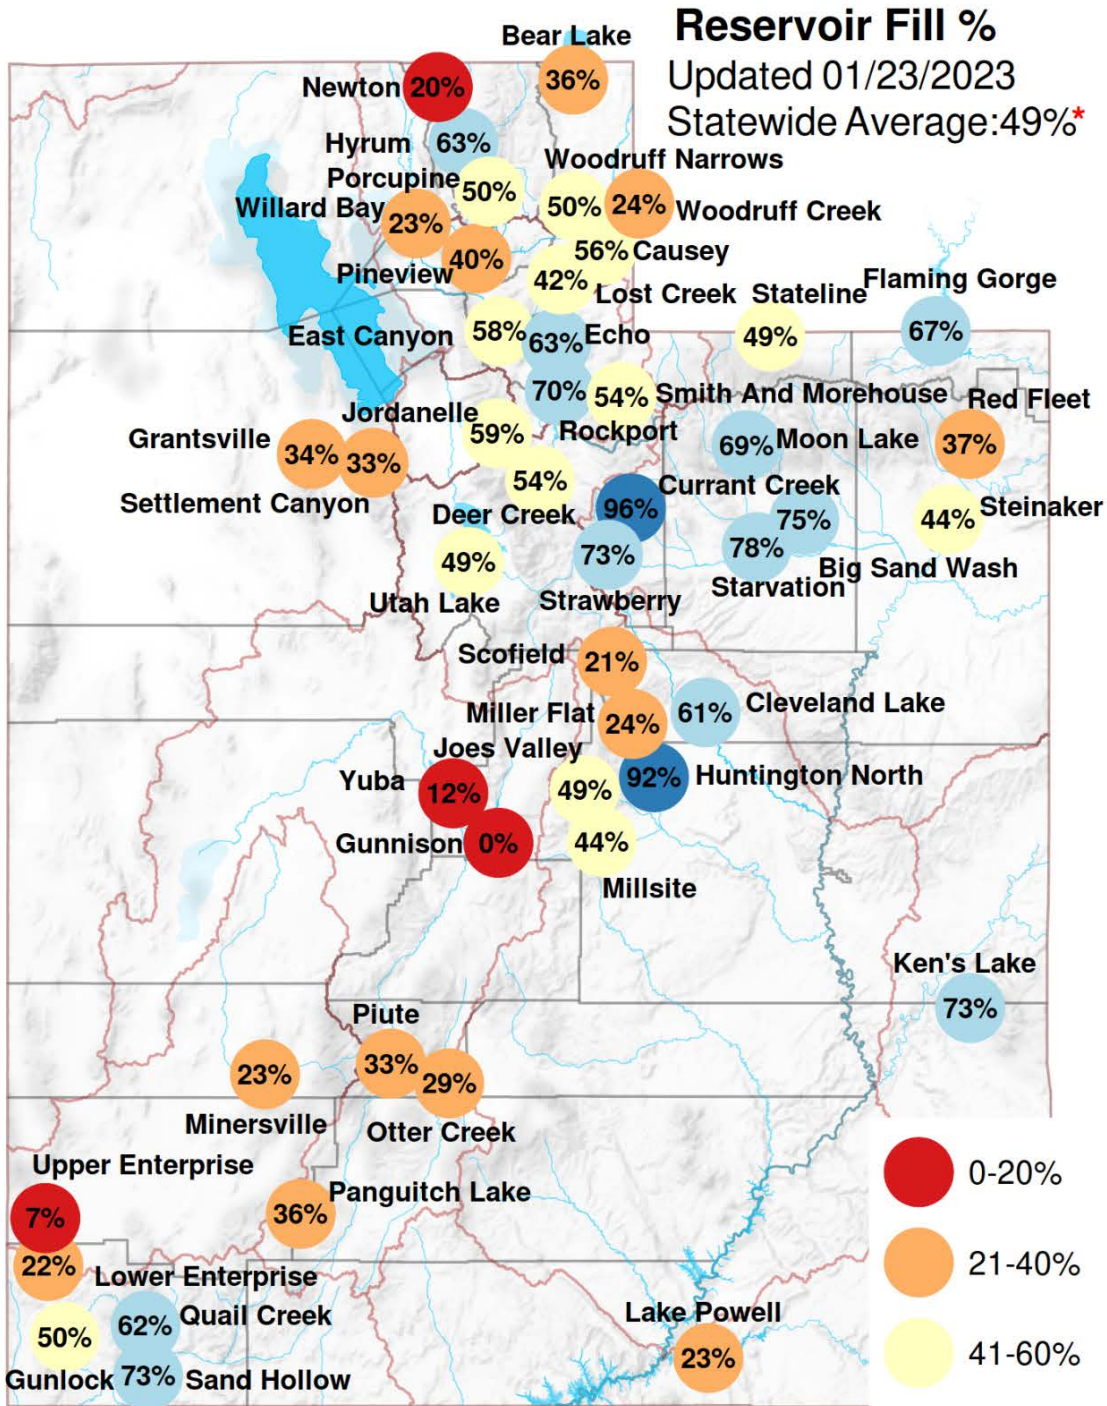 Reservoir Fill %
Updated 01/23/2023
Statewide Average:49%*
Bear Lake
36%
Newton 20%
Hyrum 63%
Woodruff Narrows
Porcupine 50%
50% 24% Woodruff Creek
Willard Bay 23%
56% Causey
Pineview 40%
42% Lost Creek
Stateline
49%
Flaming Gorge
67%
East Canyon 58% 63% Echo
70% 54% Smith And Morehouse
Rockport
Red Fleet
37%
Jordanelle 59%
Grantsville 34% 33%
Settlement Canyon
69% Moon Lake
54%
Deer Creek
Currant Creek
96%
75%
44% Steinaker
49%
Utah Lake
73%
Strawberry
78%
Starvation
Big Sand Wash
Scofield 21%
Miller Flat 24%
61% Cleveland Lake
Joes Valley
49%
92% Huntington North
Yuba 12%
Gunnison 0%
44%
Millsite
Ken's Lake
73%
Piute
33% 29%
Otter Creek
23%
Minersville
Upper Enterprise
7%
36% Panguitch Lake
22% Lower Enterprise
62% Quail Creek
50%
Gunlock
73% Sand Hollow
Lake Powell
23%
0-20%
21-40%
41-60%